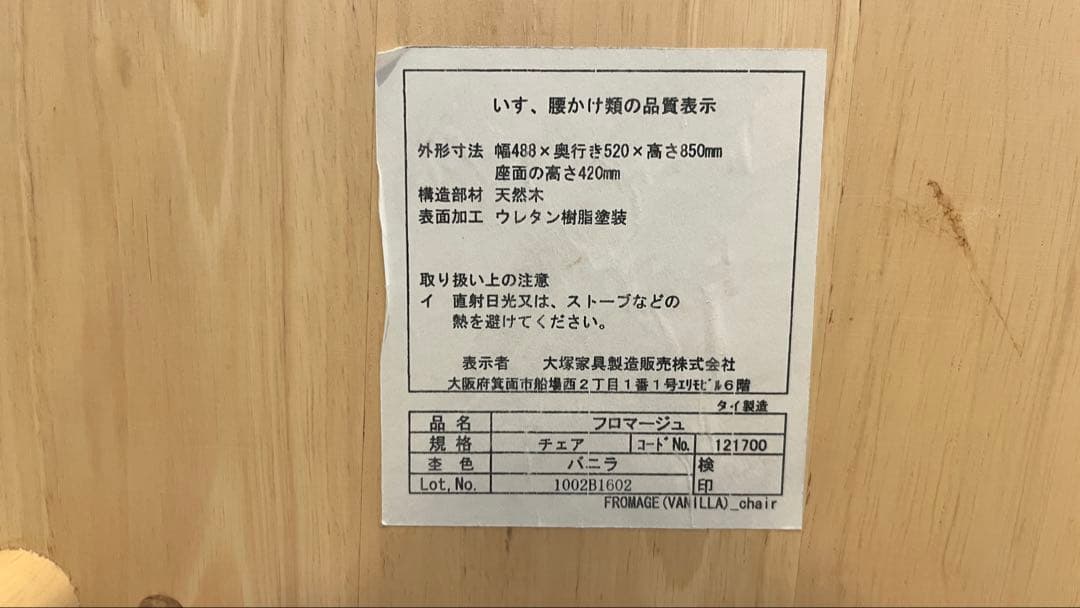 いす、腰かけ類の品質表示
外形寸法 幅488×奥行き520×高さ850mm
座面の高さ420mm
構造部材 天然木
表面加工 ウレタン樹脂塗装
取り扱い上の注意
イ 直射日光又は、ストーブなどの
熱を避けてください。
表示者 大塚家具製造販売株式会社
大阪府箕面市船場西2丁目1番1号ｴﾘﾓﾋﾞﾙ6階
タイ製造
品名 フロマージュ
規格 チェア ｺｰﾄﾞNo. 121700
杢色 バニラ 検
Lot,No. 1002B1602 印
FROMAGE(VANILLA)_chair